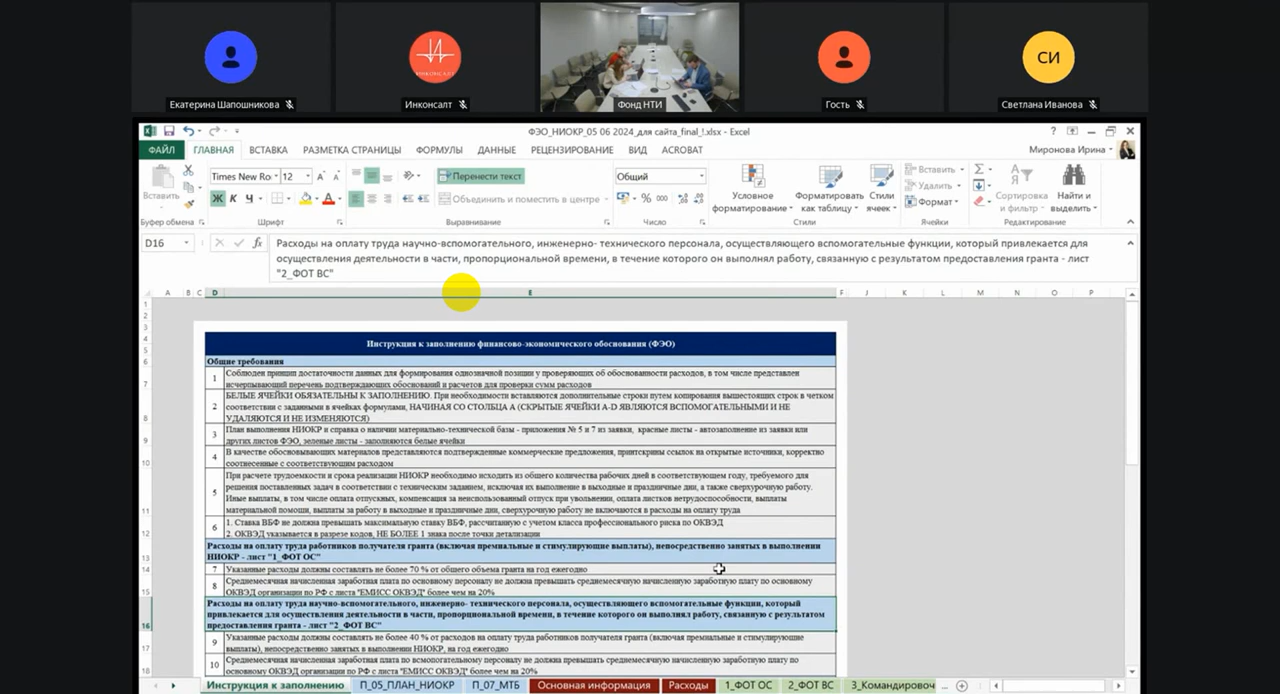 Екатерина Шапошникова
ИНКОНСАЛТ
Инконсалт
Фонд НТИ
Гость
СИ
Светлана Иванова
ФЭО_НИОКР_05 06 2024_для сайта_final_!.xlsx - Excel
ФАЙЛ ГЛАВНАЯ ВСТАВКА РАЗМЕТКА СТРАНИЦЫ ФОРМУЛЫ ДАННЫЕ РЕЦЕНЗИРОВАНИЕ ВИД ACROBAT
Миронова Ирина
Вставить
Times New Ro 12
Ж К Ч
Перенести текст
Объединить и поместить в центре
Общий
% 000
Условное форматирование
Форматировать как таблицу
Стили ячеек
Вставить
Удалить
Формат
Сортировка и фильтр
Найти и выделить
Буфер обмена Шрифт Выравнивание Число Стили Ячейки Редактирование
D16
Расходы на оплату труда научно-вспомогательного, инженерно- технического персонала, осуществляющего вспомогательные функции, который привлекается для
осуществления деятельности в части, пропорциональной времени, в течение которого он выполнял работу, связанную с результатом предоставления гранта - лист
"2_ФОТ ВС"
A B C D E F J K L M N O P
1
2
3
4
5
6
7
8
9
10
11
12
13
14
15
16
17
18
Инструкция к заполнению финансово-экономического обоснования (ФЭО)
Общие требования
1 Соблюден принцип достаточности данных для формирования однозначной позиции у проверяющих об обоснованности расходов, в том числе представлен
исчерпывающий перечень подтверждающих обоснований и расчетов для проверки сумм расходов
2 БЕЛЫЕ ЯЧЕЙКИ ОБЯЗАТЕЛЬНЫ К ЗАПОЛНЕНИЮ. При необходимости вставляются дополнительные строки путем копирования вышестоящих строк в четком
соответствии с заданными в ячейках формулами, НАЧИНАЯ СО СТОЛБЦА А (СКРЫТЫЕ ЯЧЕЙКИ A-D ЯВЛЯЮТСЯ ВСПОМОГАТЕЛЬНЫМИ И НЕ
УДАЛЯЮТСЯ И НЕ ИЗМЕНЯЮТСЯ)
3 План выполнения НИОКР и справка о наличии материально-технической базы - приложения № 5 и 7 из заявки, красные листы - автозаполнение из заявки или
других листов ФЭО, зеленые листы - заполняются белые ячейки
4 В качестве обосновывающих материалов представляются подтвержденные коммерческие предложения, принтскрины ссылок на открытые источники, корректно
соотнесенные с соответствующим расходом
5 При расчете трудоемкости и срока реализации НИОКР необходимо исходить из общего количества рабочих дней в соответствующем году, требуемого для
решения поставленных задач в соответствии с техническим заданием, исключая их выполнение в выходные и праздничные дни, а также сверхурочную работу.
Иные выплаты, в том числе оплата отпускных, компенсация за неиспользованный отпуск при увольнении, оплата листков нетрудоспособности, выплаты
материальной помощи, выплаты за работу в выходные и праздничные дни, сверхурочную работу не включаются в расходы на оплату труда
6 1. Ставка ВБФ не должна превышать максимальную ставку ВБФ, рассчитанную с учетом класса профессионального риска по ОКВЭД
2. ОКВЭД указывается в разрезе кодов, НЕ БОЛЕЕ 1 знака после точки детализации
Расходы на оплату труда работников получателя гранта (включая премиальные и стимулирующие выплаты), непосредственно занятых в выполнении
НИОКР - лист "1_ФОТ ОС"
7 Указанные расходы должны составлять не более 70 % от общего объема гранта на год ежегодно
8 Среднемесячная начисленная заработная плата по основному персоналу не должна превышать среднемесячную начисленную заработную плату по основному
ОКВЭД организации по РФ с листа "ЕМИСС ОКВЭД" более чем на 20%
Расходы на оплату труда научно-вспомогательного, инженерно- технического персонала, осуществляющего вспомогательные функции, который
привлекается для осуществления деятельности в части, пропорциональной времени, в течение которого он выполнял работу, связанную с результатом
предоставления гранта - лист "2_ФОТ ВС"
9 Указанные расходы должны составлять не более 40 % от расходов на оплату труда работников получателя гранта (включая премиальные и стимулирующие
выплаты), непосредственно занятых в выполнении НИОКР, на год ежегодно
10 Среднемесячная начисленная заработная плата по вспомогательному персоналу не должна превышать среднемесячную начисленную заработную плату по
основному ОКВЭД организации по РФ с листа "ЕМИСС ОКВЭД" более чем на 20%
Инструкция к заполнению П_05_ПЛАН_НИОКР П_07_МТБ Основная информация Расходы 1_ФОТ ОС 2_ФОТ ВС 3_Командировоч ...